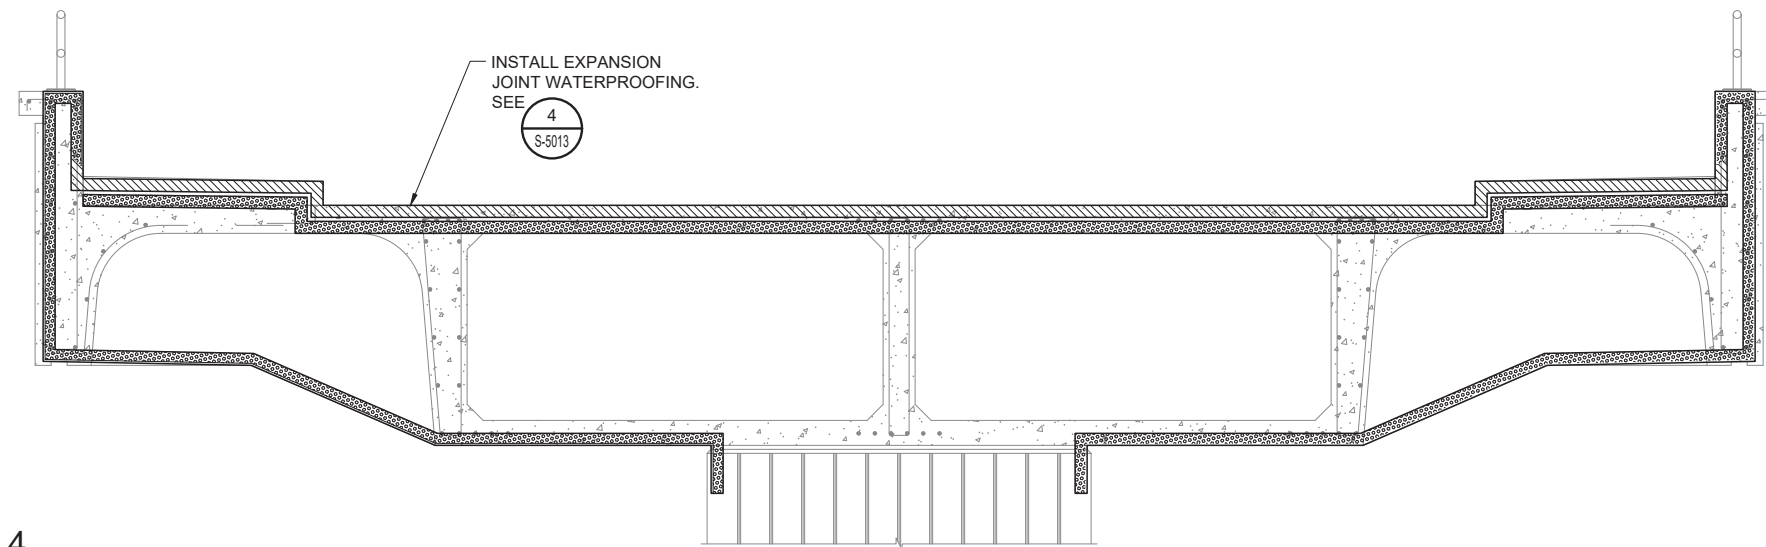 INSTALL EXPANSION
JOINT WATERPROOFING.
SEE
4
S-5013
4